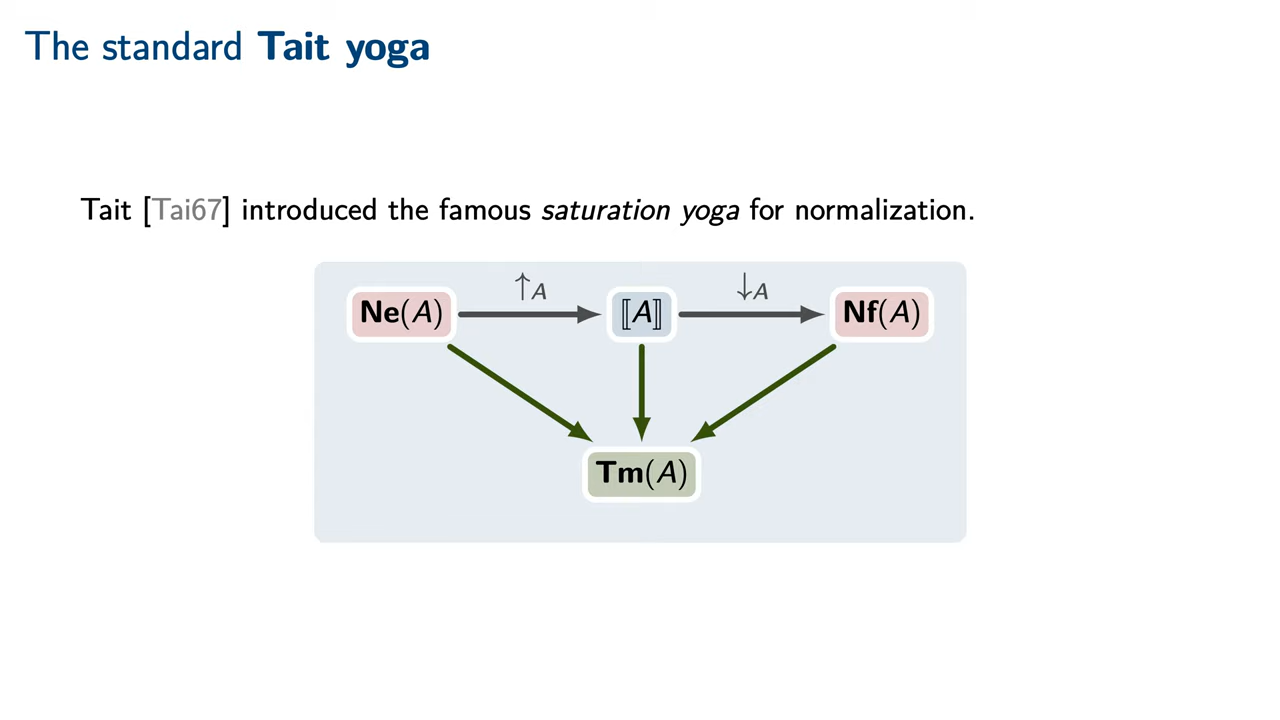 The standard Tait yoga
Tait [Tai67] introduced the famous saturation yoga for normalization.
↑A ↓A
Ne(A) ⟦A⟧ Nf(A)
Tm(A)